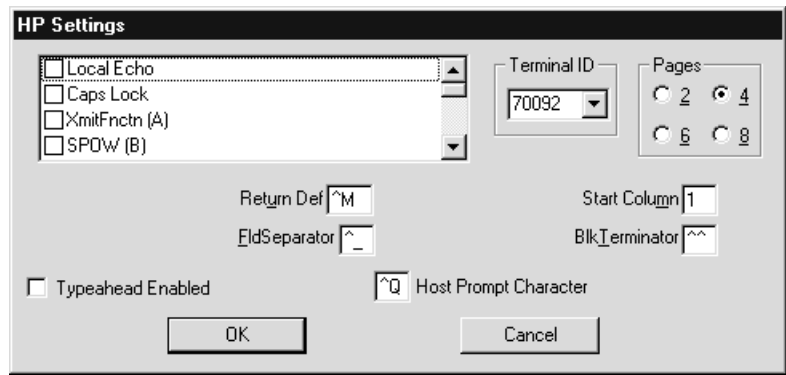 HP Settings
Local Echo
Caps Lock
XmitFnctn (A)
SPOW (B)
Terminal ID
70092
Pages
2 4
6 8
Return Def ^M
Start Column 1
FldSeparator ^_
BlkTerminator ^^
Typeahead Enabled
^Q Host Prompt Character
OK
Cancel